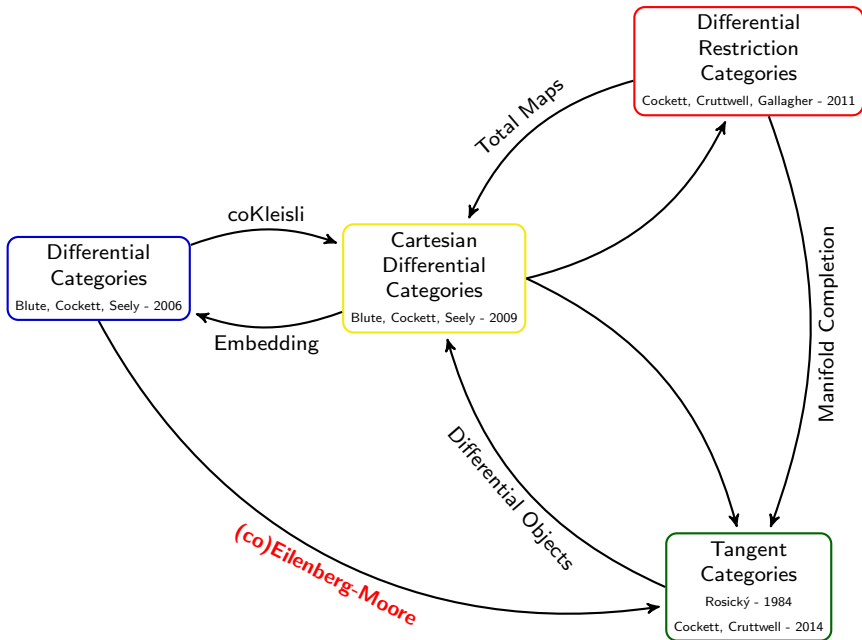 Differential
Restriction
Categories
Cockett, Cruttwell, Gallagher - 2011
Total Maps
coKleisli
Differential
Categories
Blute, Cockett, Seely - 2006
Cartesian
Differential
Categories
Blute, Cockett, Seely - 2009
Embedding
Manifold Completion
Differential Objects
(co)Eilenberg-Moore
Tangent
Categories
Rosický - 1984
Cockett, Cruttwell - 2014